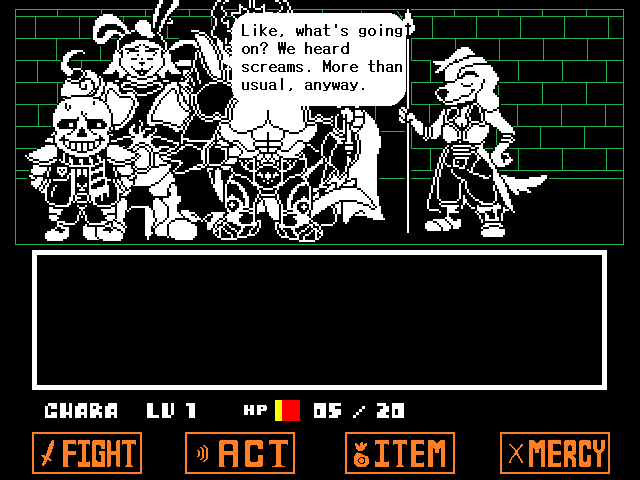 Like, what's going
on? We heard
screams. More than
usual, anyway.
CHARA LV 1 HP 05 / 20
FIGHT ACT ITEM MERCY